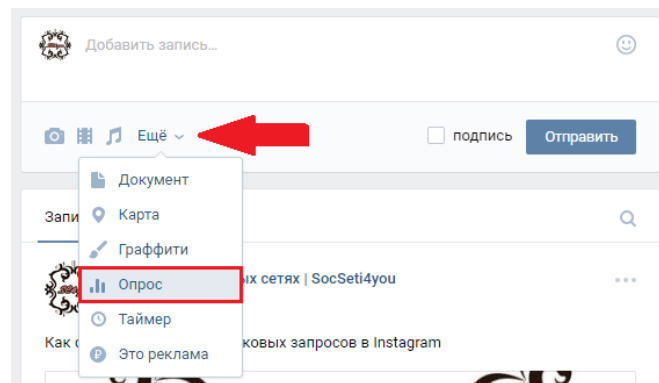 Добавить запись...
Ещё
подпись
Отправить
Документ
Запи
Карта
Граффити
ых сетях | SocSeti4you
Опрос
Таймер
Как
ковых запросов в Instagram
Это реклама